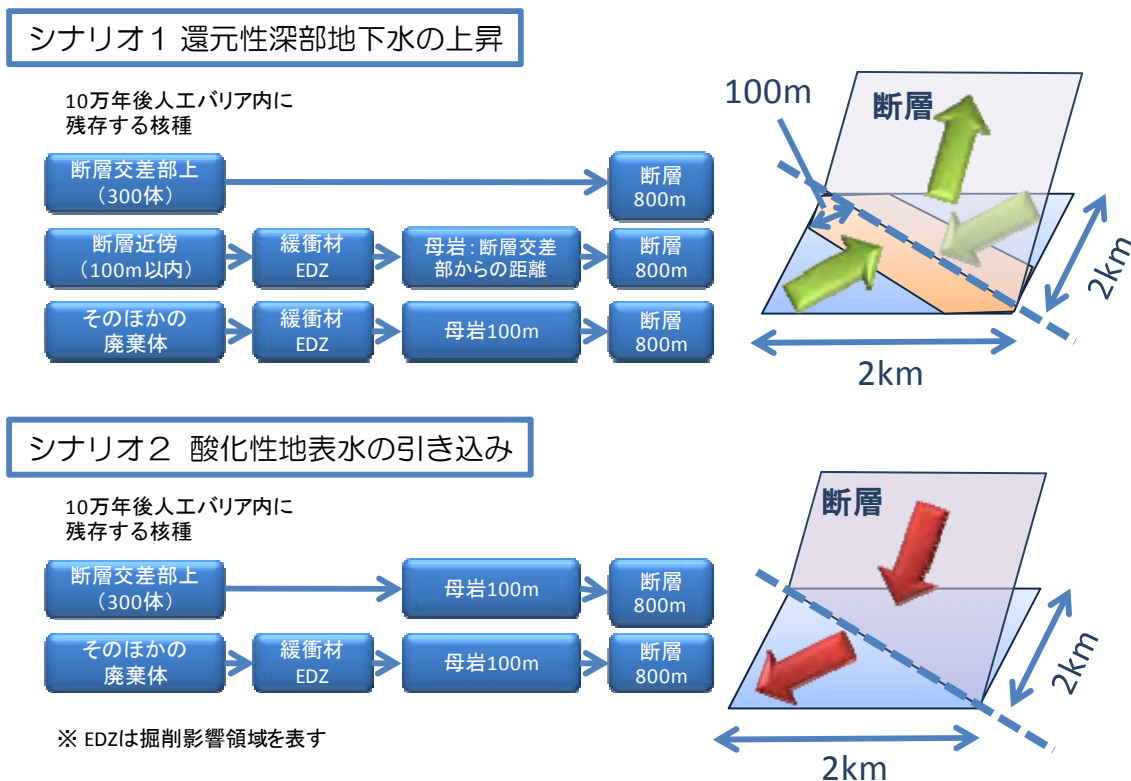 シナリオ1 還元性深部地下水の上昇
10万年後人工バリア内に
残存する核種
断層交差部上
(300体)
断層
800m
断層近傍
(100m以内)
緩衝材
EDZ
母岩:断層交差
部からの距離
断層
800m
そのほかの
廃棄体
緩衝材
EDZ
母岩100m
断層
800m
100m
断層
2km
2km
シナリオ2 酸化性地表水の引き込み
10万年後人工バリア内に
残存する核種
断層交差部上
(300体)
母岩100m
断層
800m
そのほかの
廃棄体
緩衝材
EDZ
母岩100m
断層
800m
※ EDZは掘削影響領域を表す
断層
2km
2km